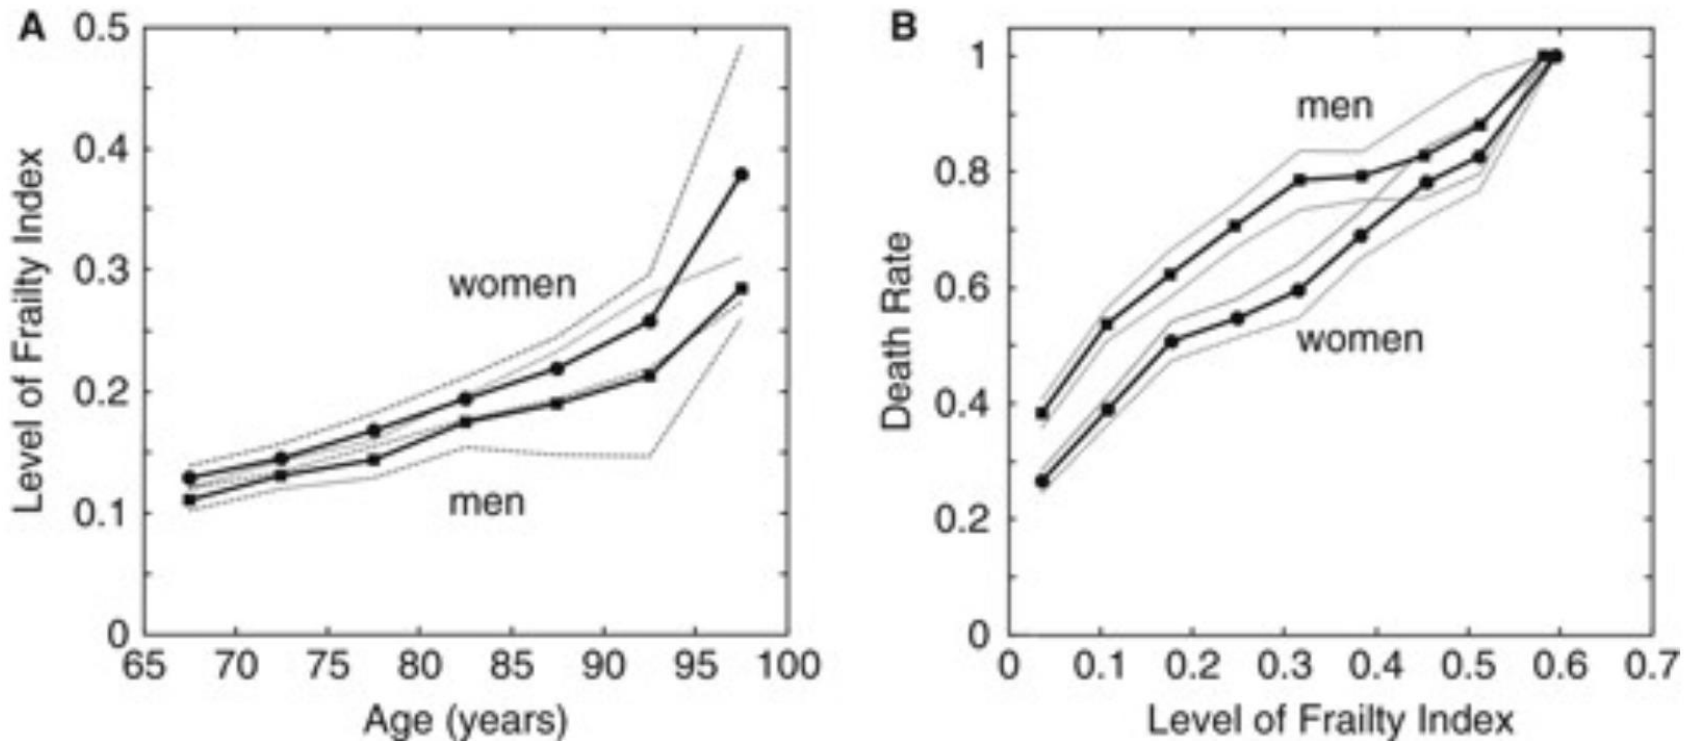 A
Level of Frailty Index
0.5
0.4
0.3
0.2
0.1
0
women
men
65 70 75 80 85 90 95 100
Age (years)
B
Death Rate
1
0.8
0.6
0.4
0.2
0
men
women
0 0.1 0.2 0.3 0.4 0.5 0.6 0.7
Level of Frailty Index